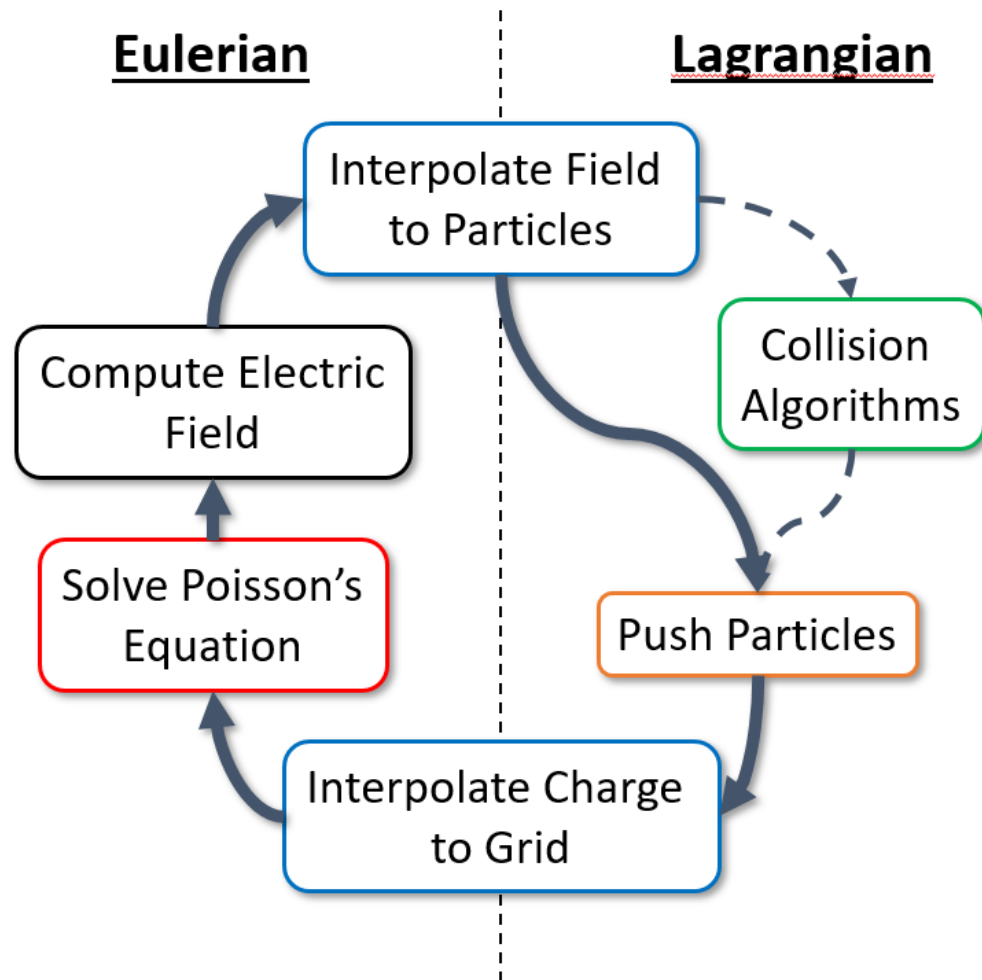 Eulerian
Lagrangian
Interpolate Field
to Particles
Collision
Algorithms
Compute Electric
Field
Solve Poisson’s
Equation
Push Particles
Interpolate Charge
to Grid